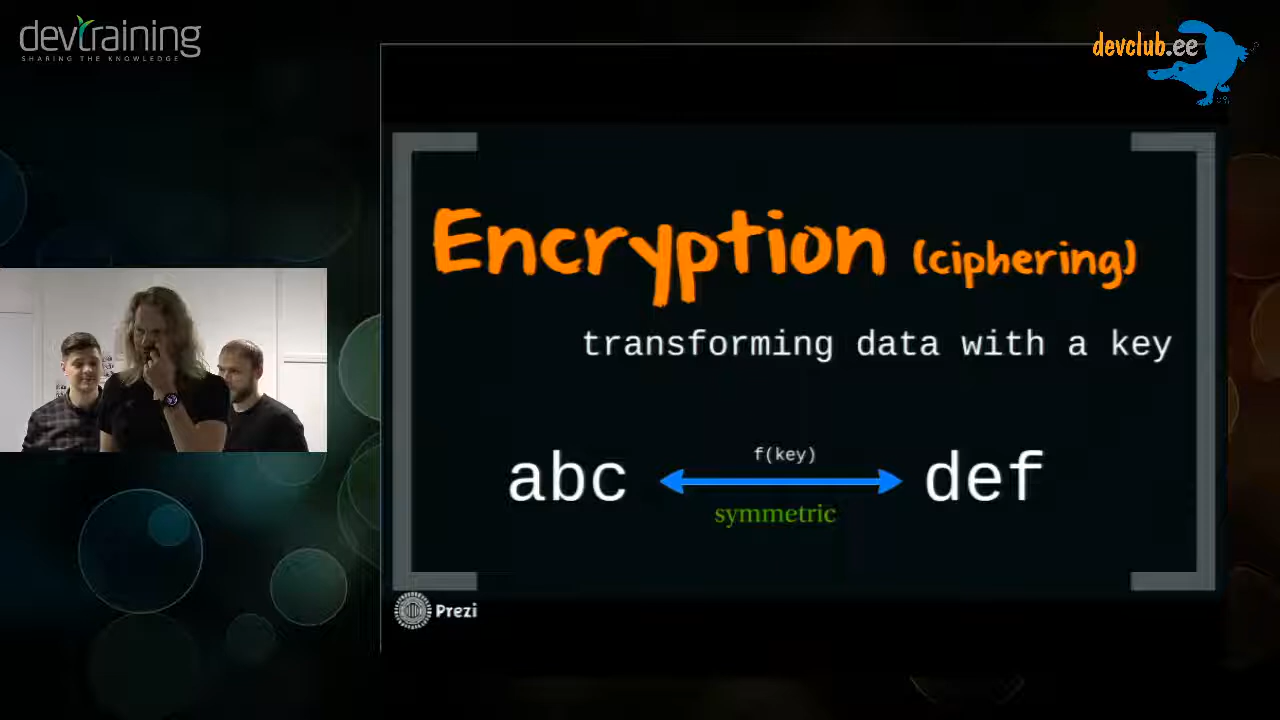 devtraining
SHARING THE KNOWLEDGE
devclub.ee
Encryption (ciphering)
transforming data with a key
f(key)
abc def
symmetric
Prezi